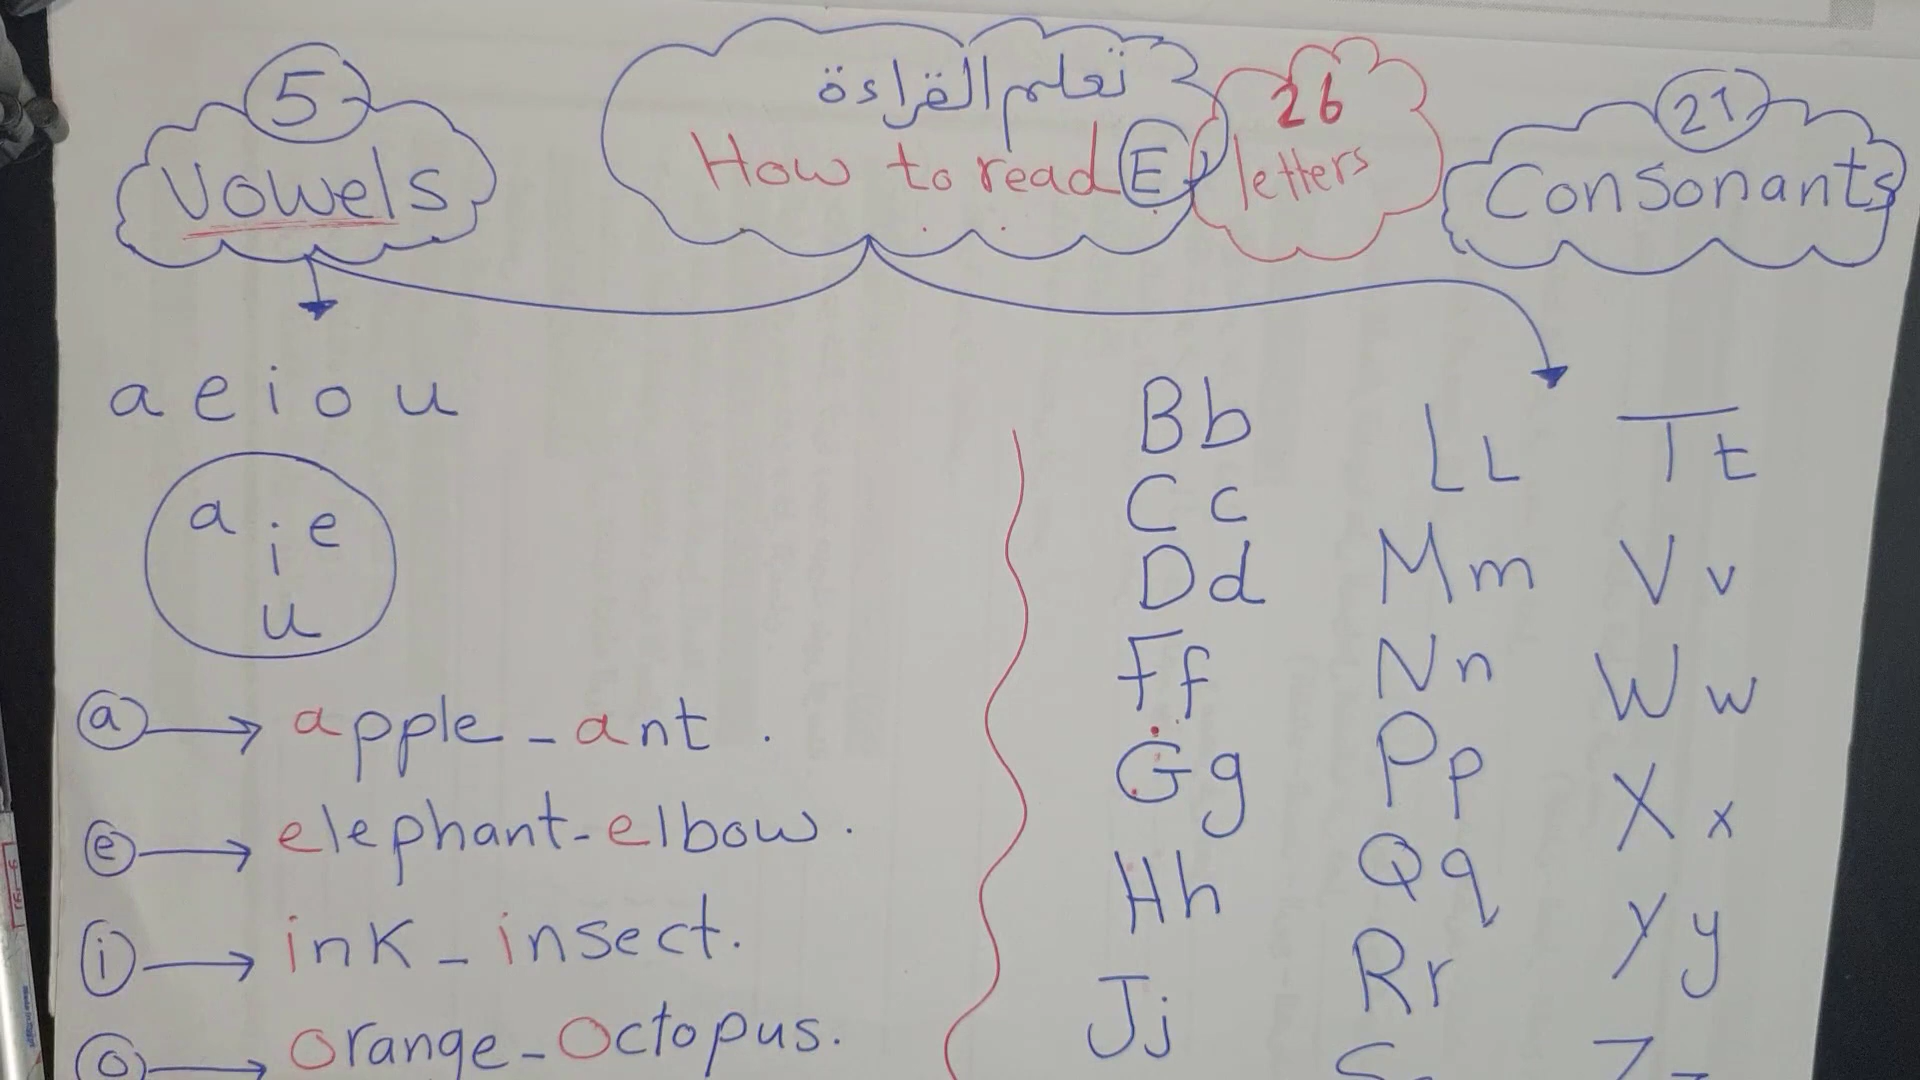 5
Vowels
تعلم القراءة
How to read E
26
letters
21
Consonants
a e i o u
a i e
u
a → apple - ant .
e → elephant - elbow .
i → ink - insect.
o → orange - octopus.
Bb
Cc
Dd
Ff
Gg
Hh
Jj
LL
Mm
Nn
Pp
Qq
Rr
Tt
Vv
Ww
Xx
Yy